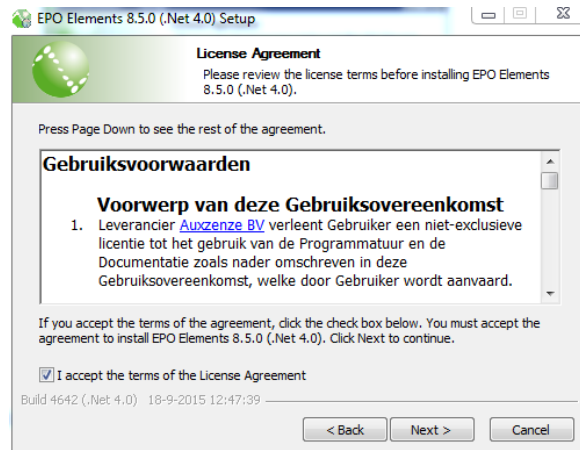 EPO Elements 8.5.0 (.Net 4.0) Setup
License Agreement
Please review the license terms before installing EPO Elements
8.5.0 (.Net 4.0).
Press Page Down to see the rest of the agreement.
Gebruiksvoorwaarden
Voorwerp van deze Gebruiksovereenkomst
1. Leverancier Auxzenze BV verleent Gebruiker een niet-exclusieve
licentie tot het gebruik van de Programmatuur en de
Documentatie zoals nader omschreven in deze
Gebruiksovereenkomst, welke door Gebruiker wordt aanvaard.
If you accept the terms of the agreement, click the check box below. You must accept the
agreement to install EPO Elements 8.5.0 (.Net 4.0). Click Next to continue.
I accept the terms of the License Agreement
Build 4642 (.Net 4.0) 18-9-2015 12:47:39
< Back Next > Cancel